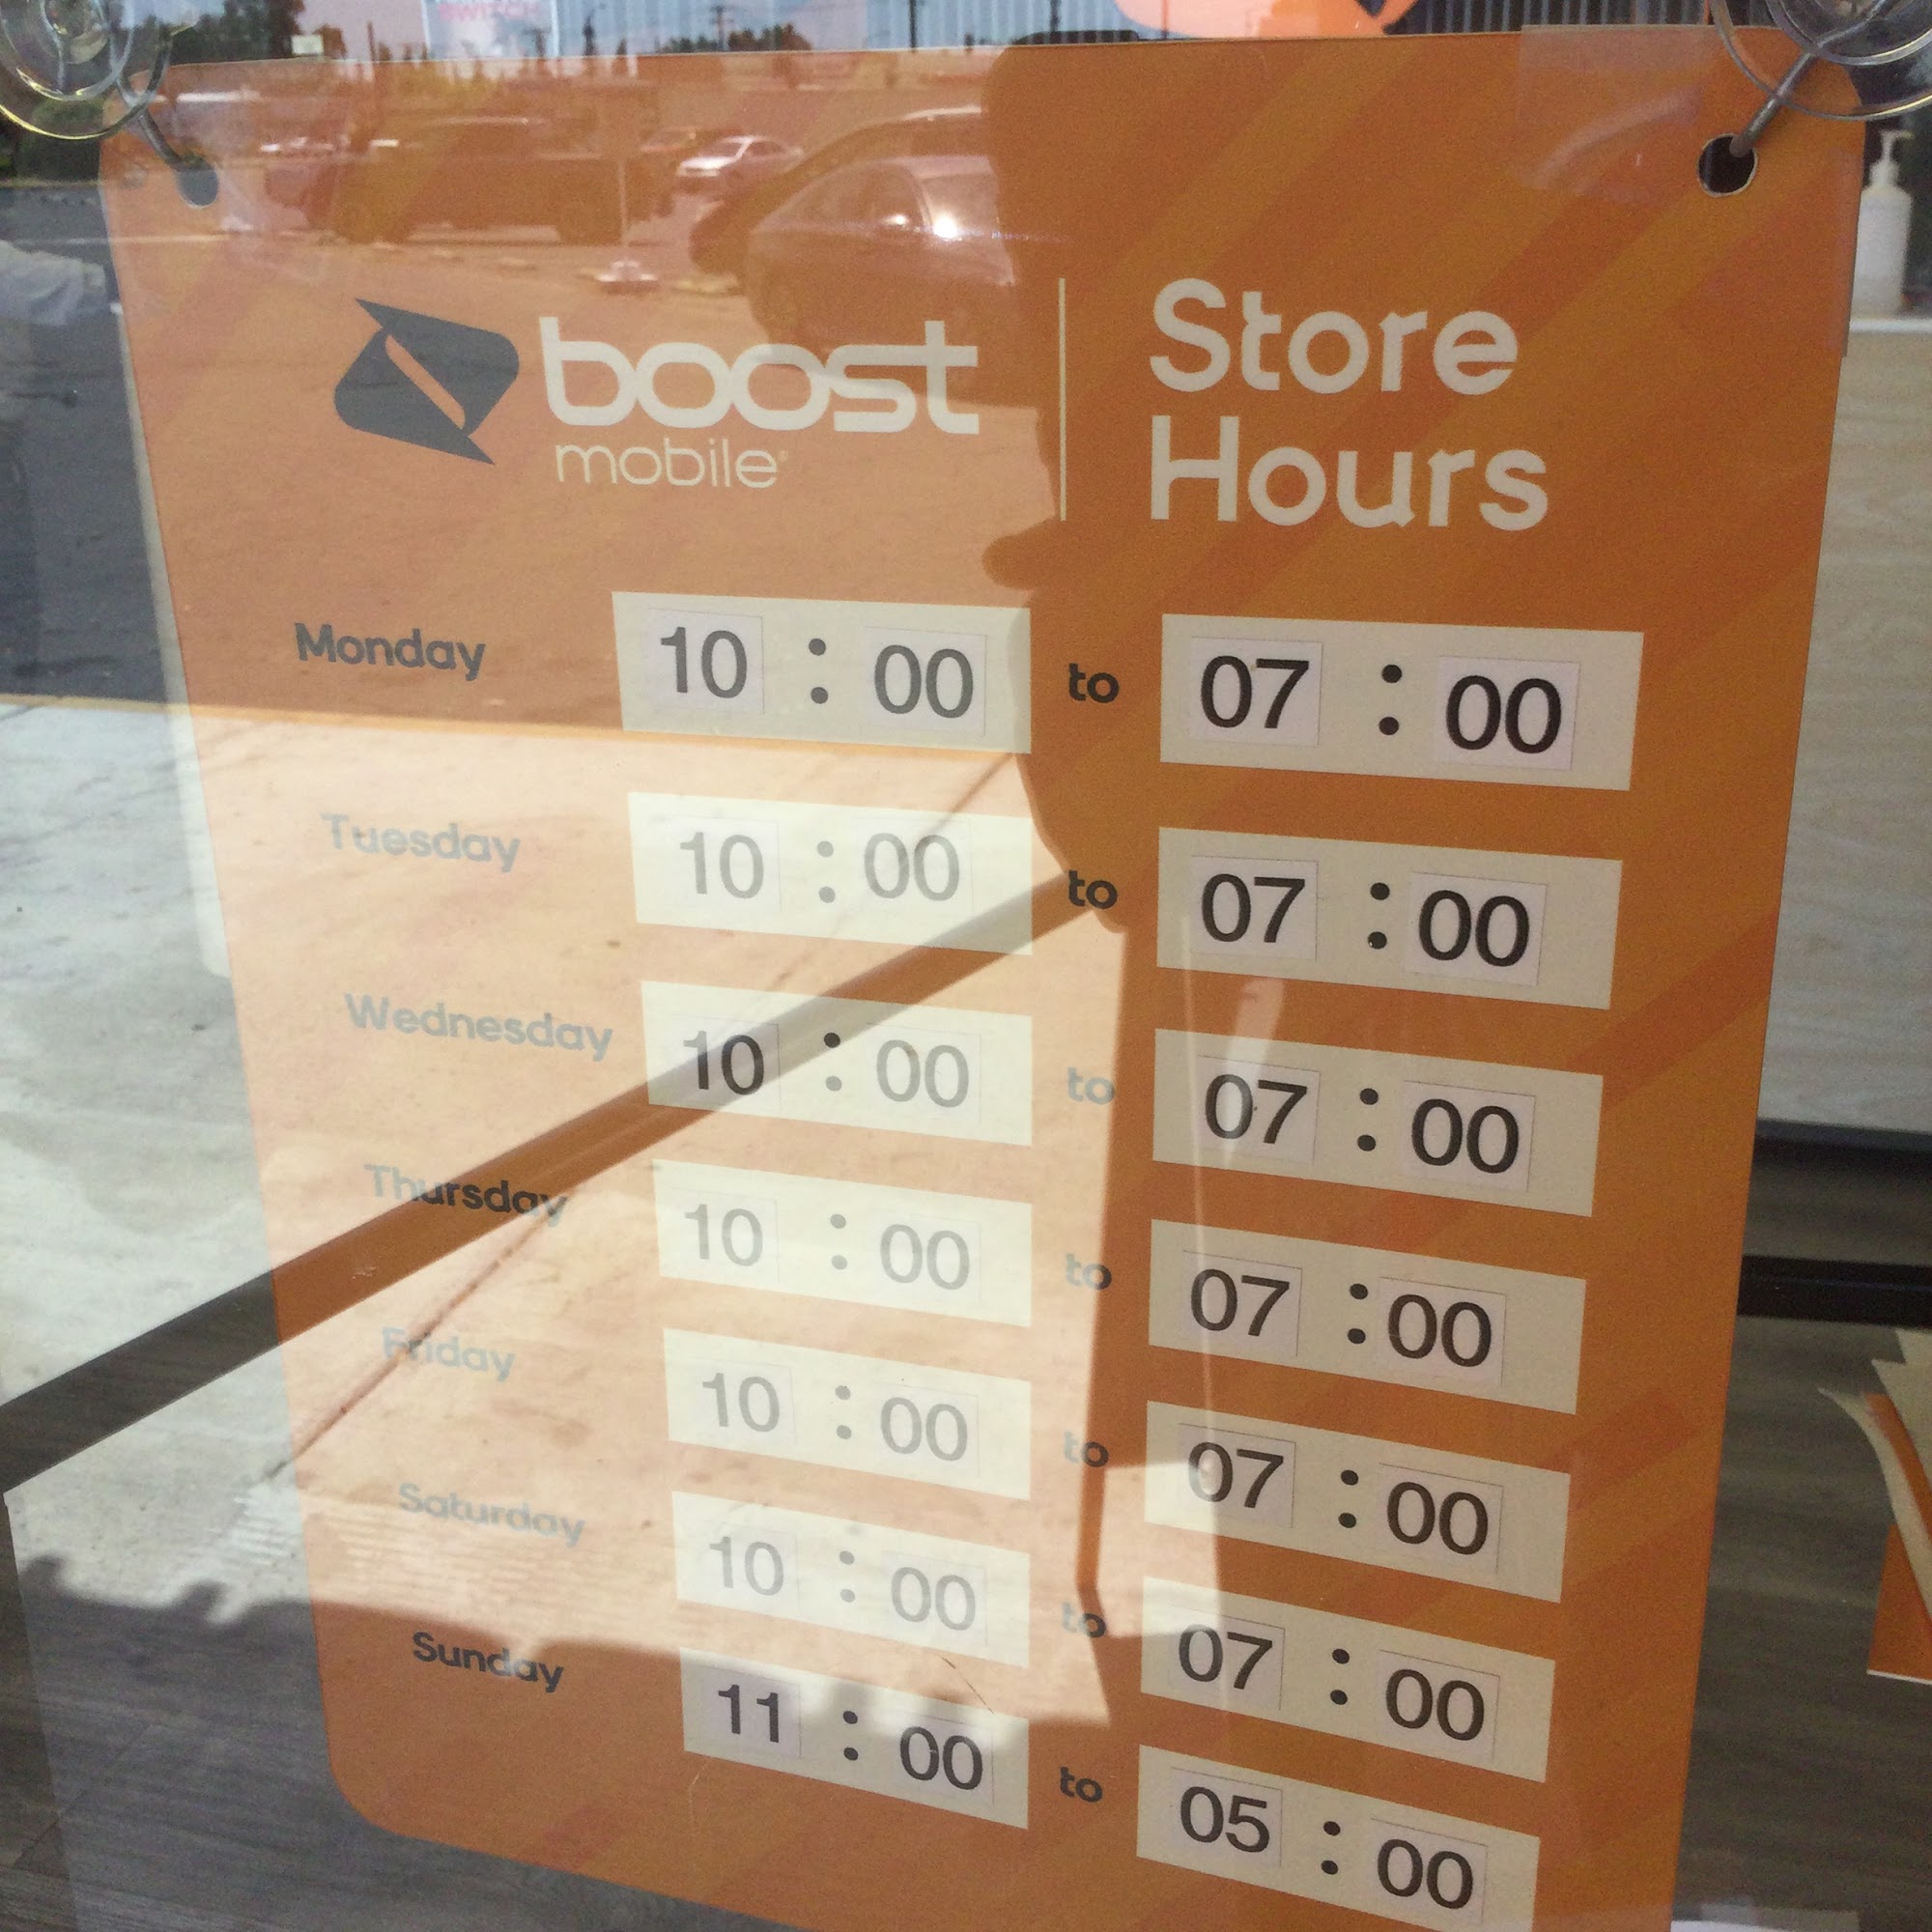 SWITCH
boost
mobile
Store
Hours
Monday 10 : 00 to 07 : 00
Tuesday 10 : 00 to 07 : 00
Wednesday 10 : 00 to 07 : 00
Thursday 10 : 00 to 07 : 00
Friday 10 : 00 to 07 : 00
Saturday 10 : 00 to 07 : 00
Sunday 11 : 00 to 05 : 00